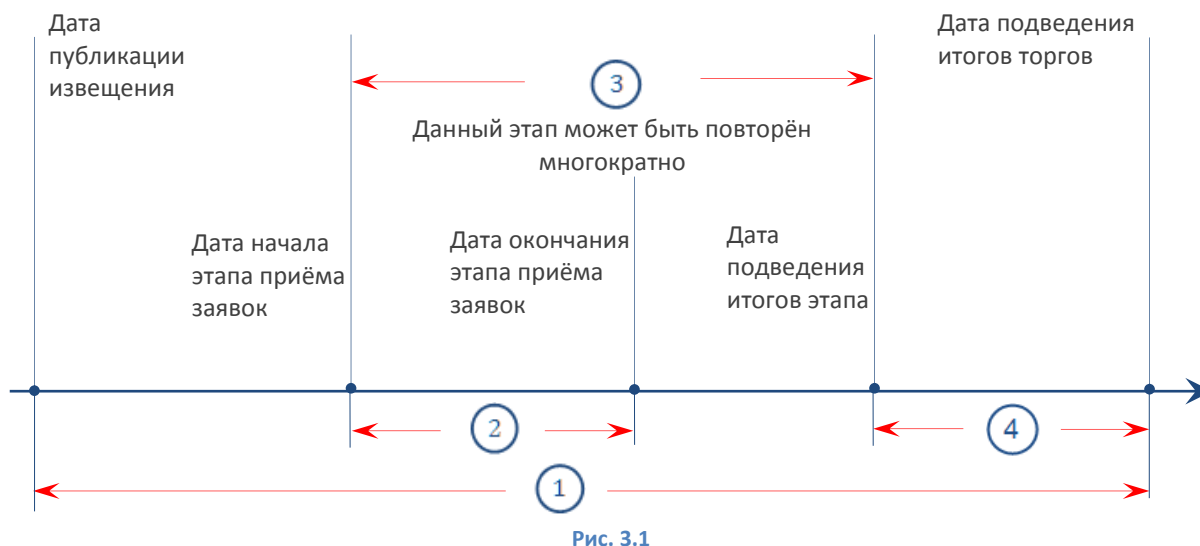 Дата
публикации
извещения
Дата подведения
итогов торгов
3
Данный этап может быть повторён
многократно
Дата начала
этапа приёма
заявок
Дата окончания
этапа приёма
заявок
Дата
подведения
итогов этапа
2
4
1
Рис. 3.1